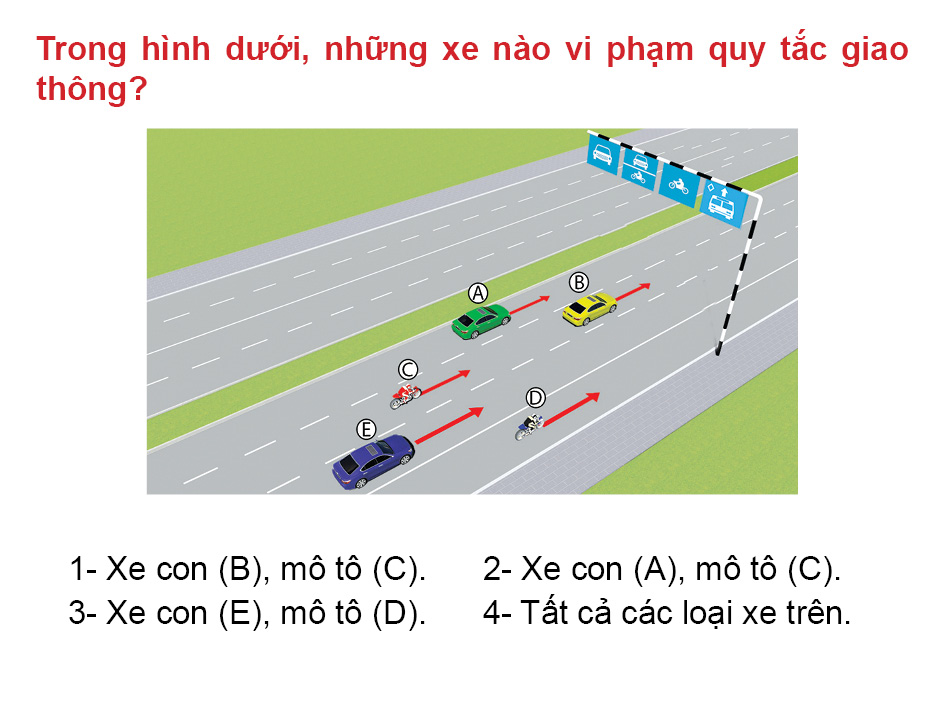 Trong hình dưới, những xe nào vi phạm quy tắc giao
thông?
A
B
C
D
E
1- Xe con (B), mô tô (C). 2- Xe con (A), mô tô (C).
3- Xe con (E), mô tô (D). 4- Tất cả các loại xe trên.